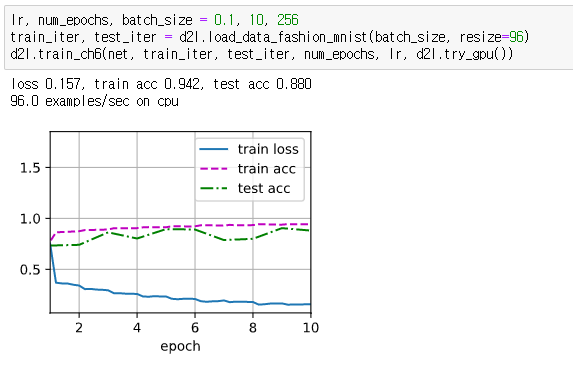 lr, num_epochs, batch_size = 0.1, 10, 256
train_iter, test_iter = d2l.load_data_fashion_mnist(batch_size, resize=96)
d2l.train_ch6(net, train_iter, test_iter, num_epochs, lr, d2l.try_gpu())
loss 0.157, train acc 0.942, test acc 0.880
96.0 examples/sec on cpu
train loss
train acc
test acc
1.5
1.0
0.5
2 4 6 8 10
epoch